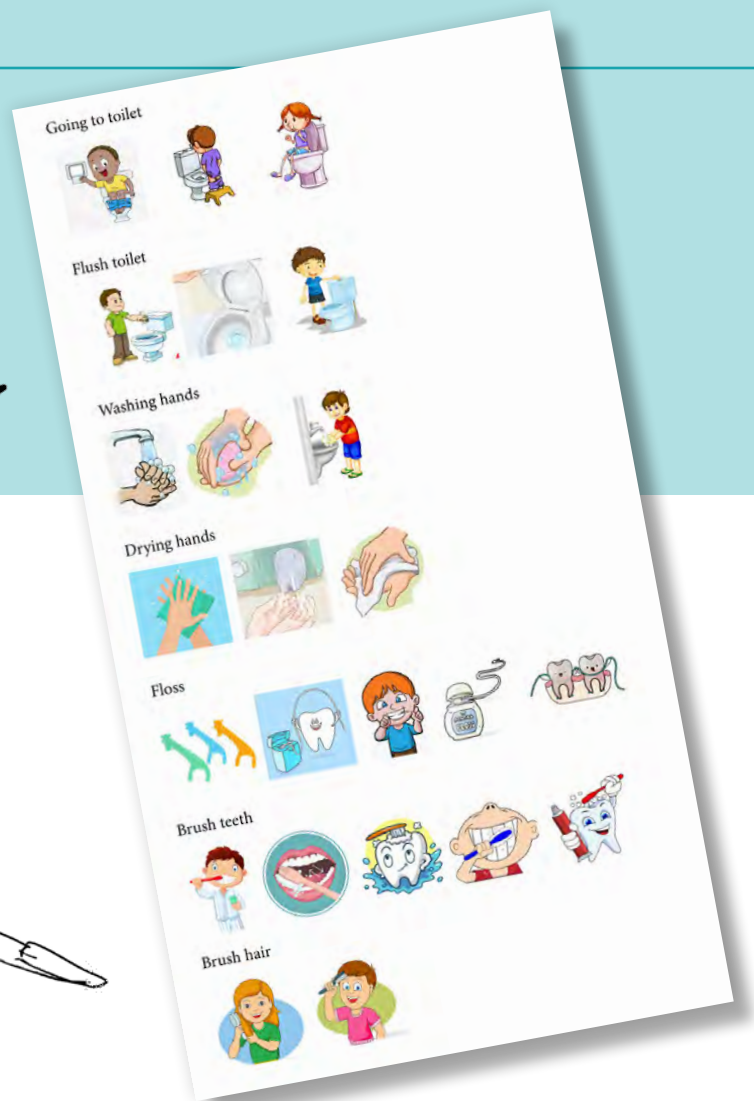 Going to toilet
Flush toilet
Washing hands
Drying hands
Floss
Brush teeth
Brush hair